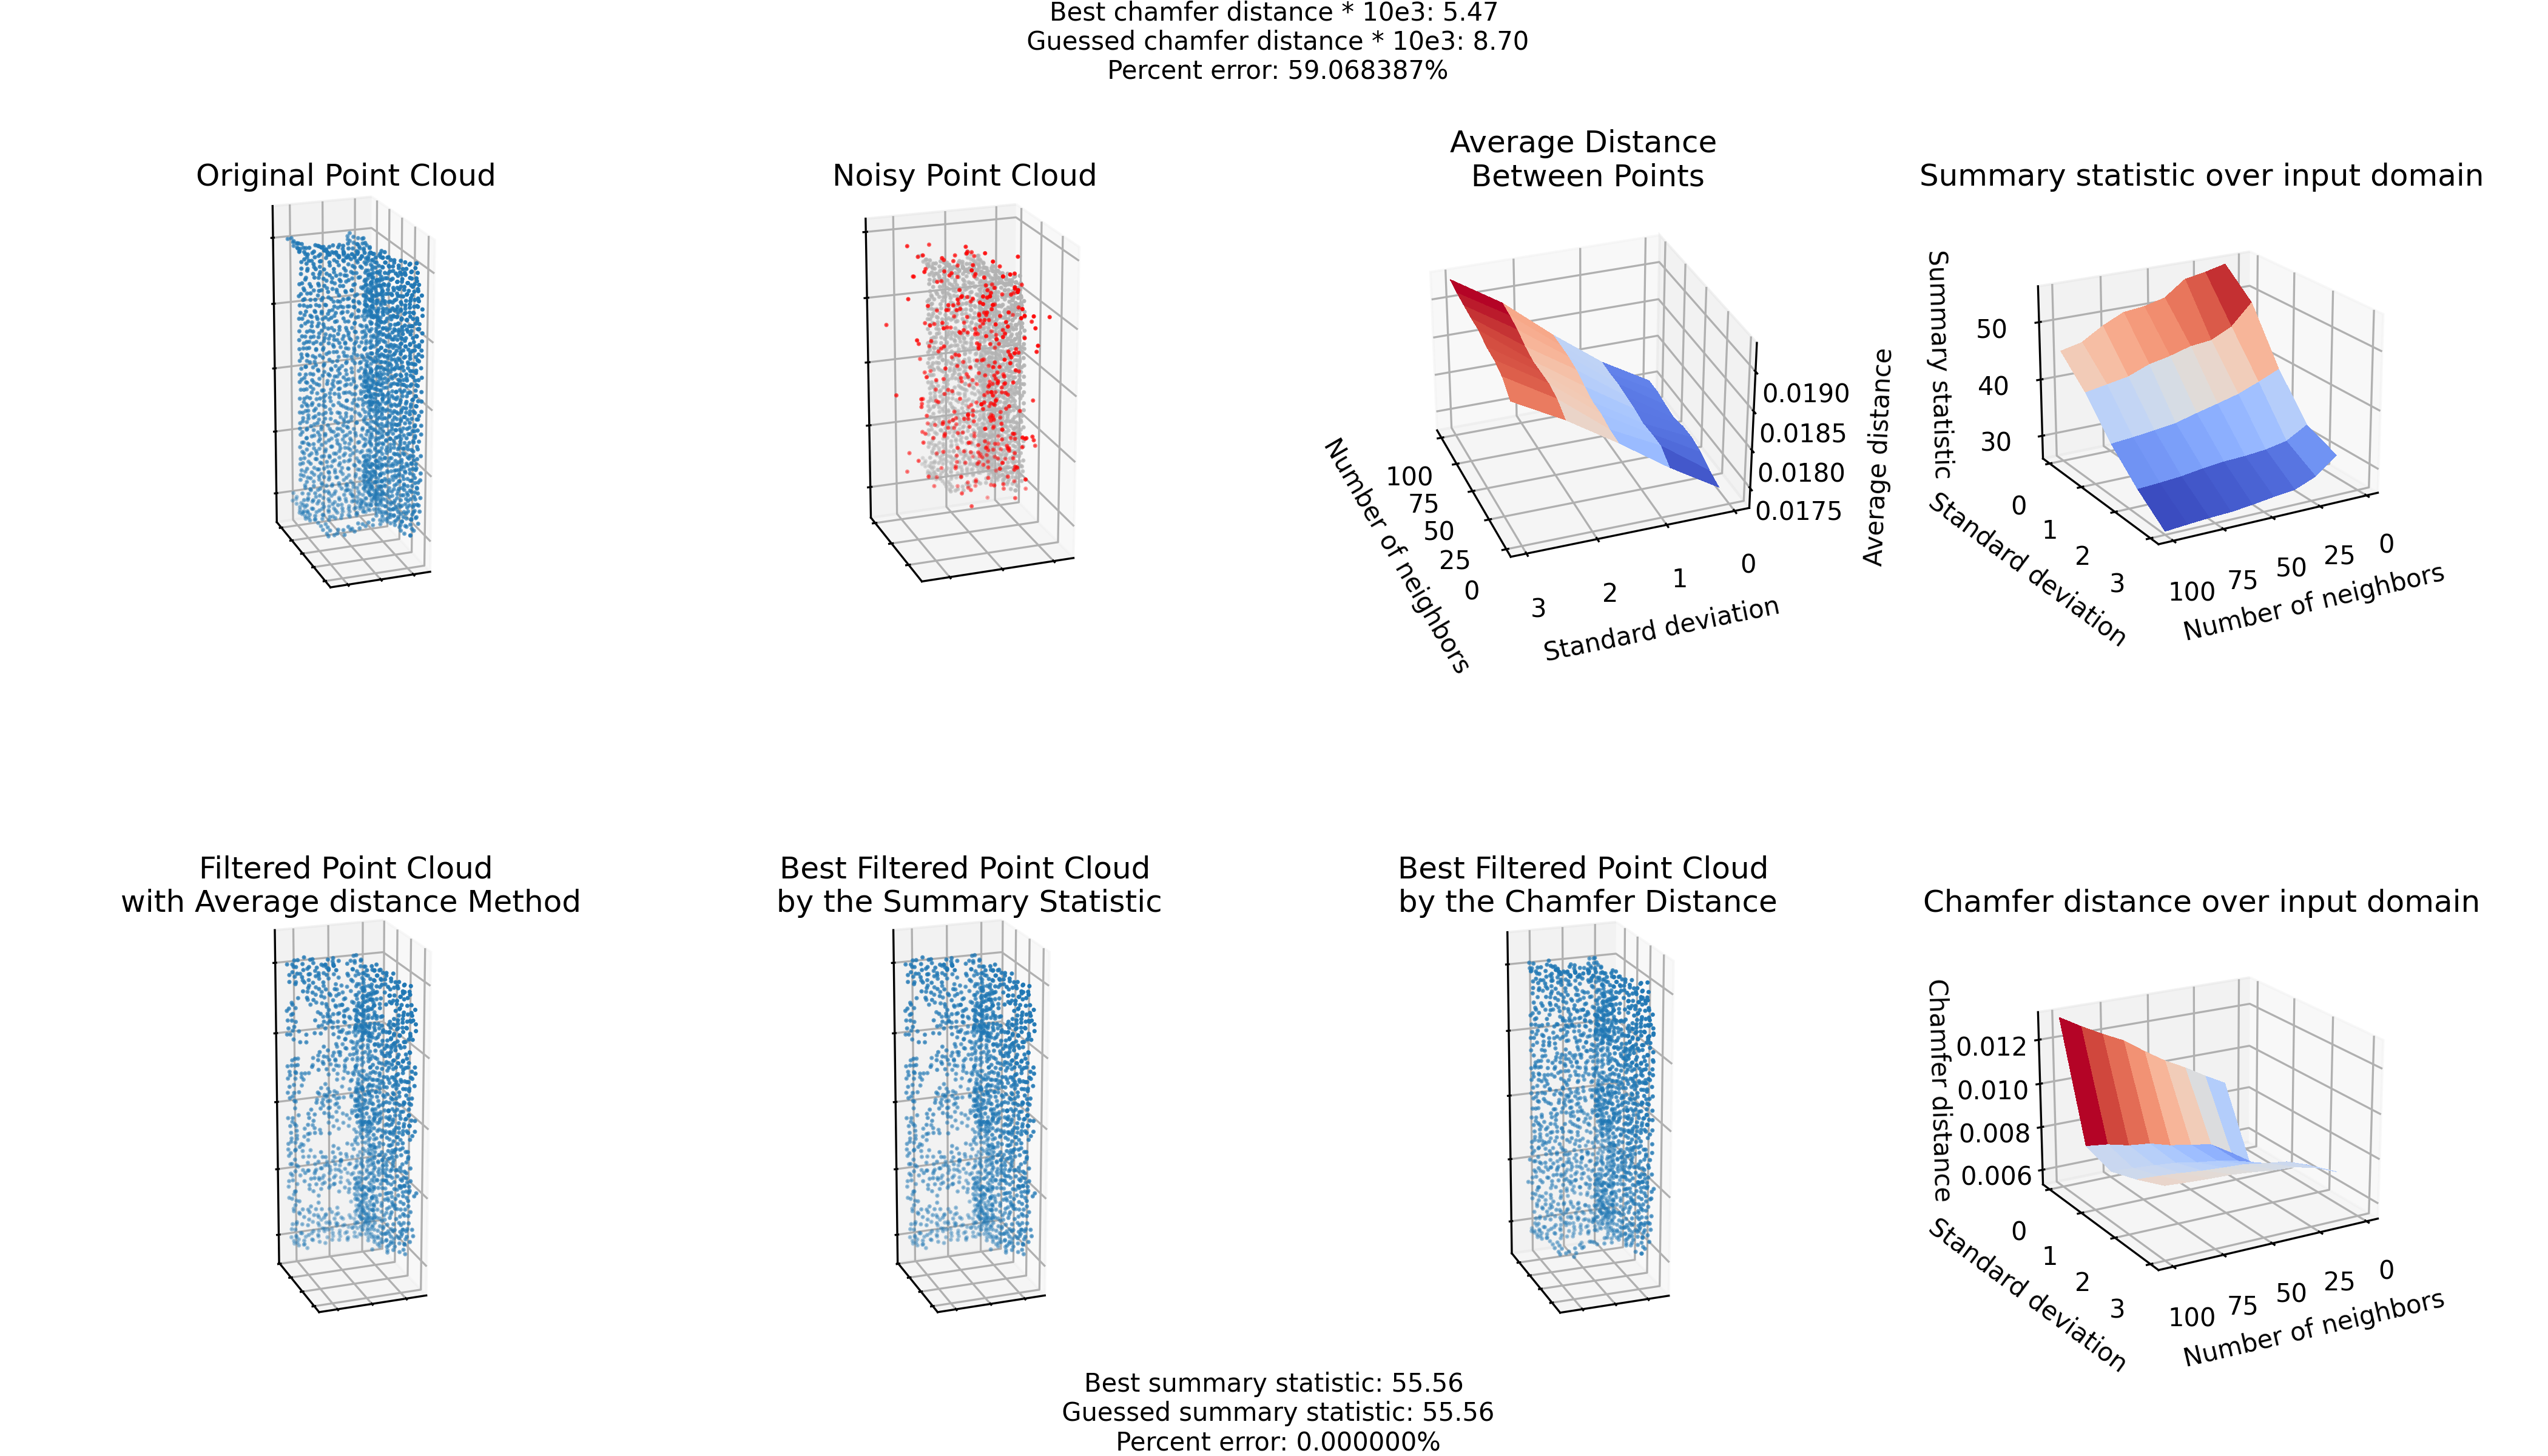 Best chamfer distance * 10e3: 5.47
Guessed chamfer distance * 10e3: 8.70
Percent error: 59.068387%
Original Point Cloud
Noisy Point Cloud
Average Distance
Between Points
Summary statistic over input domain
100
75
50
25
0
Number of neighbors
3
2
1
0
Standard deviation
0.0190
0.0185
0.0180
0.0175
Average distance
50
40
30
Summary statistic
0
1
2
3
Standard deviation
100
75
50
25
0
Number of neighbors
Filtered Point Cloud
with Average distance Method
Best Filtered Point Cloud
by the Summary Statistic
Best Filtered Point Cloud
by the Chamfer Distance
Chamfer distance over input domain
0.012
0.010
0.008
0.006
Chamfer distance
0
1
2
3
Standard deviation
100
75
50
25
0
Number of neighbors
Best summary statistic: 55.56
Guessed summary statistic: 55.56
Percent error: 0.000000%